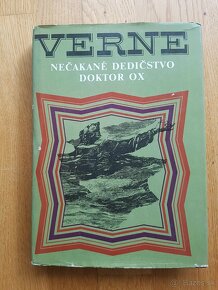 VERNE
NEČAKANÉ DEDIČSTVO
DOKTOR OX